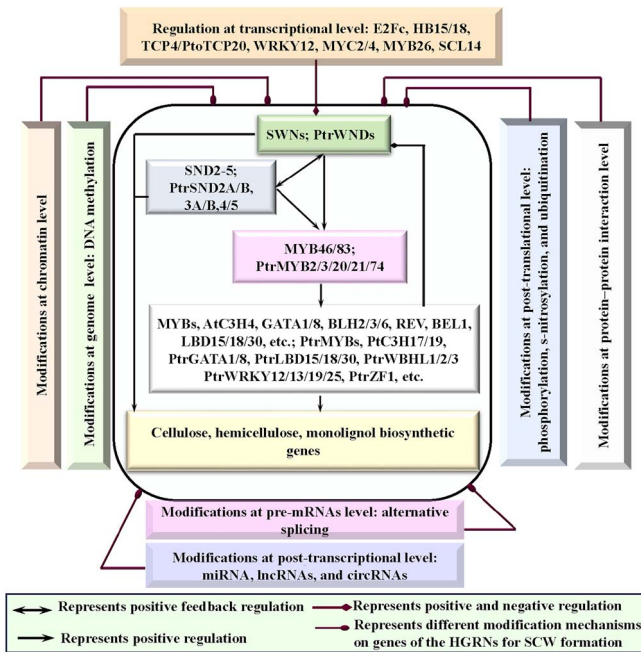 Regulation at transcriptional level: E2Fc, HB15/18,
TCP4/PtoTCP20, WRKY12, MYC2/4, MYB26, SCL14
SWNs; PtrWNDs
SND2-5;
PtrSND2A/B,
3A/B,4/5
MYB46/83;
PtrMYB2/3/20/21/74
MYBs, AtC3H4, GATA1/8, BLH2/3/6, REV, BEL1,
LBD15/18/30, etc.; PtrMYBs, PtC3H17/19,
PtrGATA1/8, PtrLBD15/18/30, PtrWBHL1/2/3
PtrWRKY12/13/19/25, PtrZF1, etc.
Cellulose, hemicellulose, monolignol biosynthetic
genes
Modifications at chromatin level
Modifications at genome level: DNA methylation
Modifications at post-translational level:
phosphorylation, s-nitrosylation, and ubiquitination
Modifications at protein–protein interaction level
Modifications at pre-mRNAs level: alternative
splicing
Modifications at post-transcriptional level:
miRNA, lncRNAs, and circRNAs
Represents positive feedback regulation
Represents positive and negative regulation
Represents positive regulation
Represents different modification mechanisms
on genes of the HGRNs for SCW formation